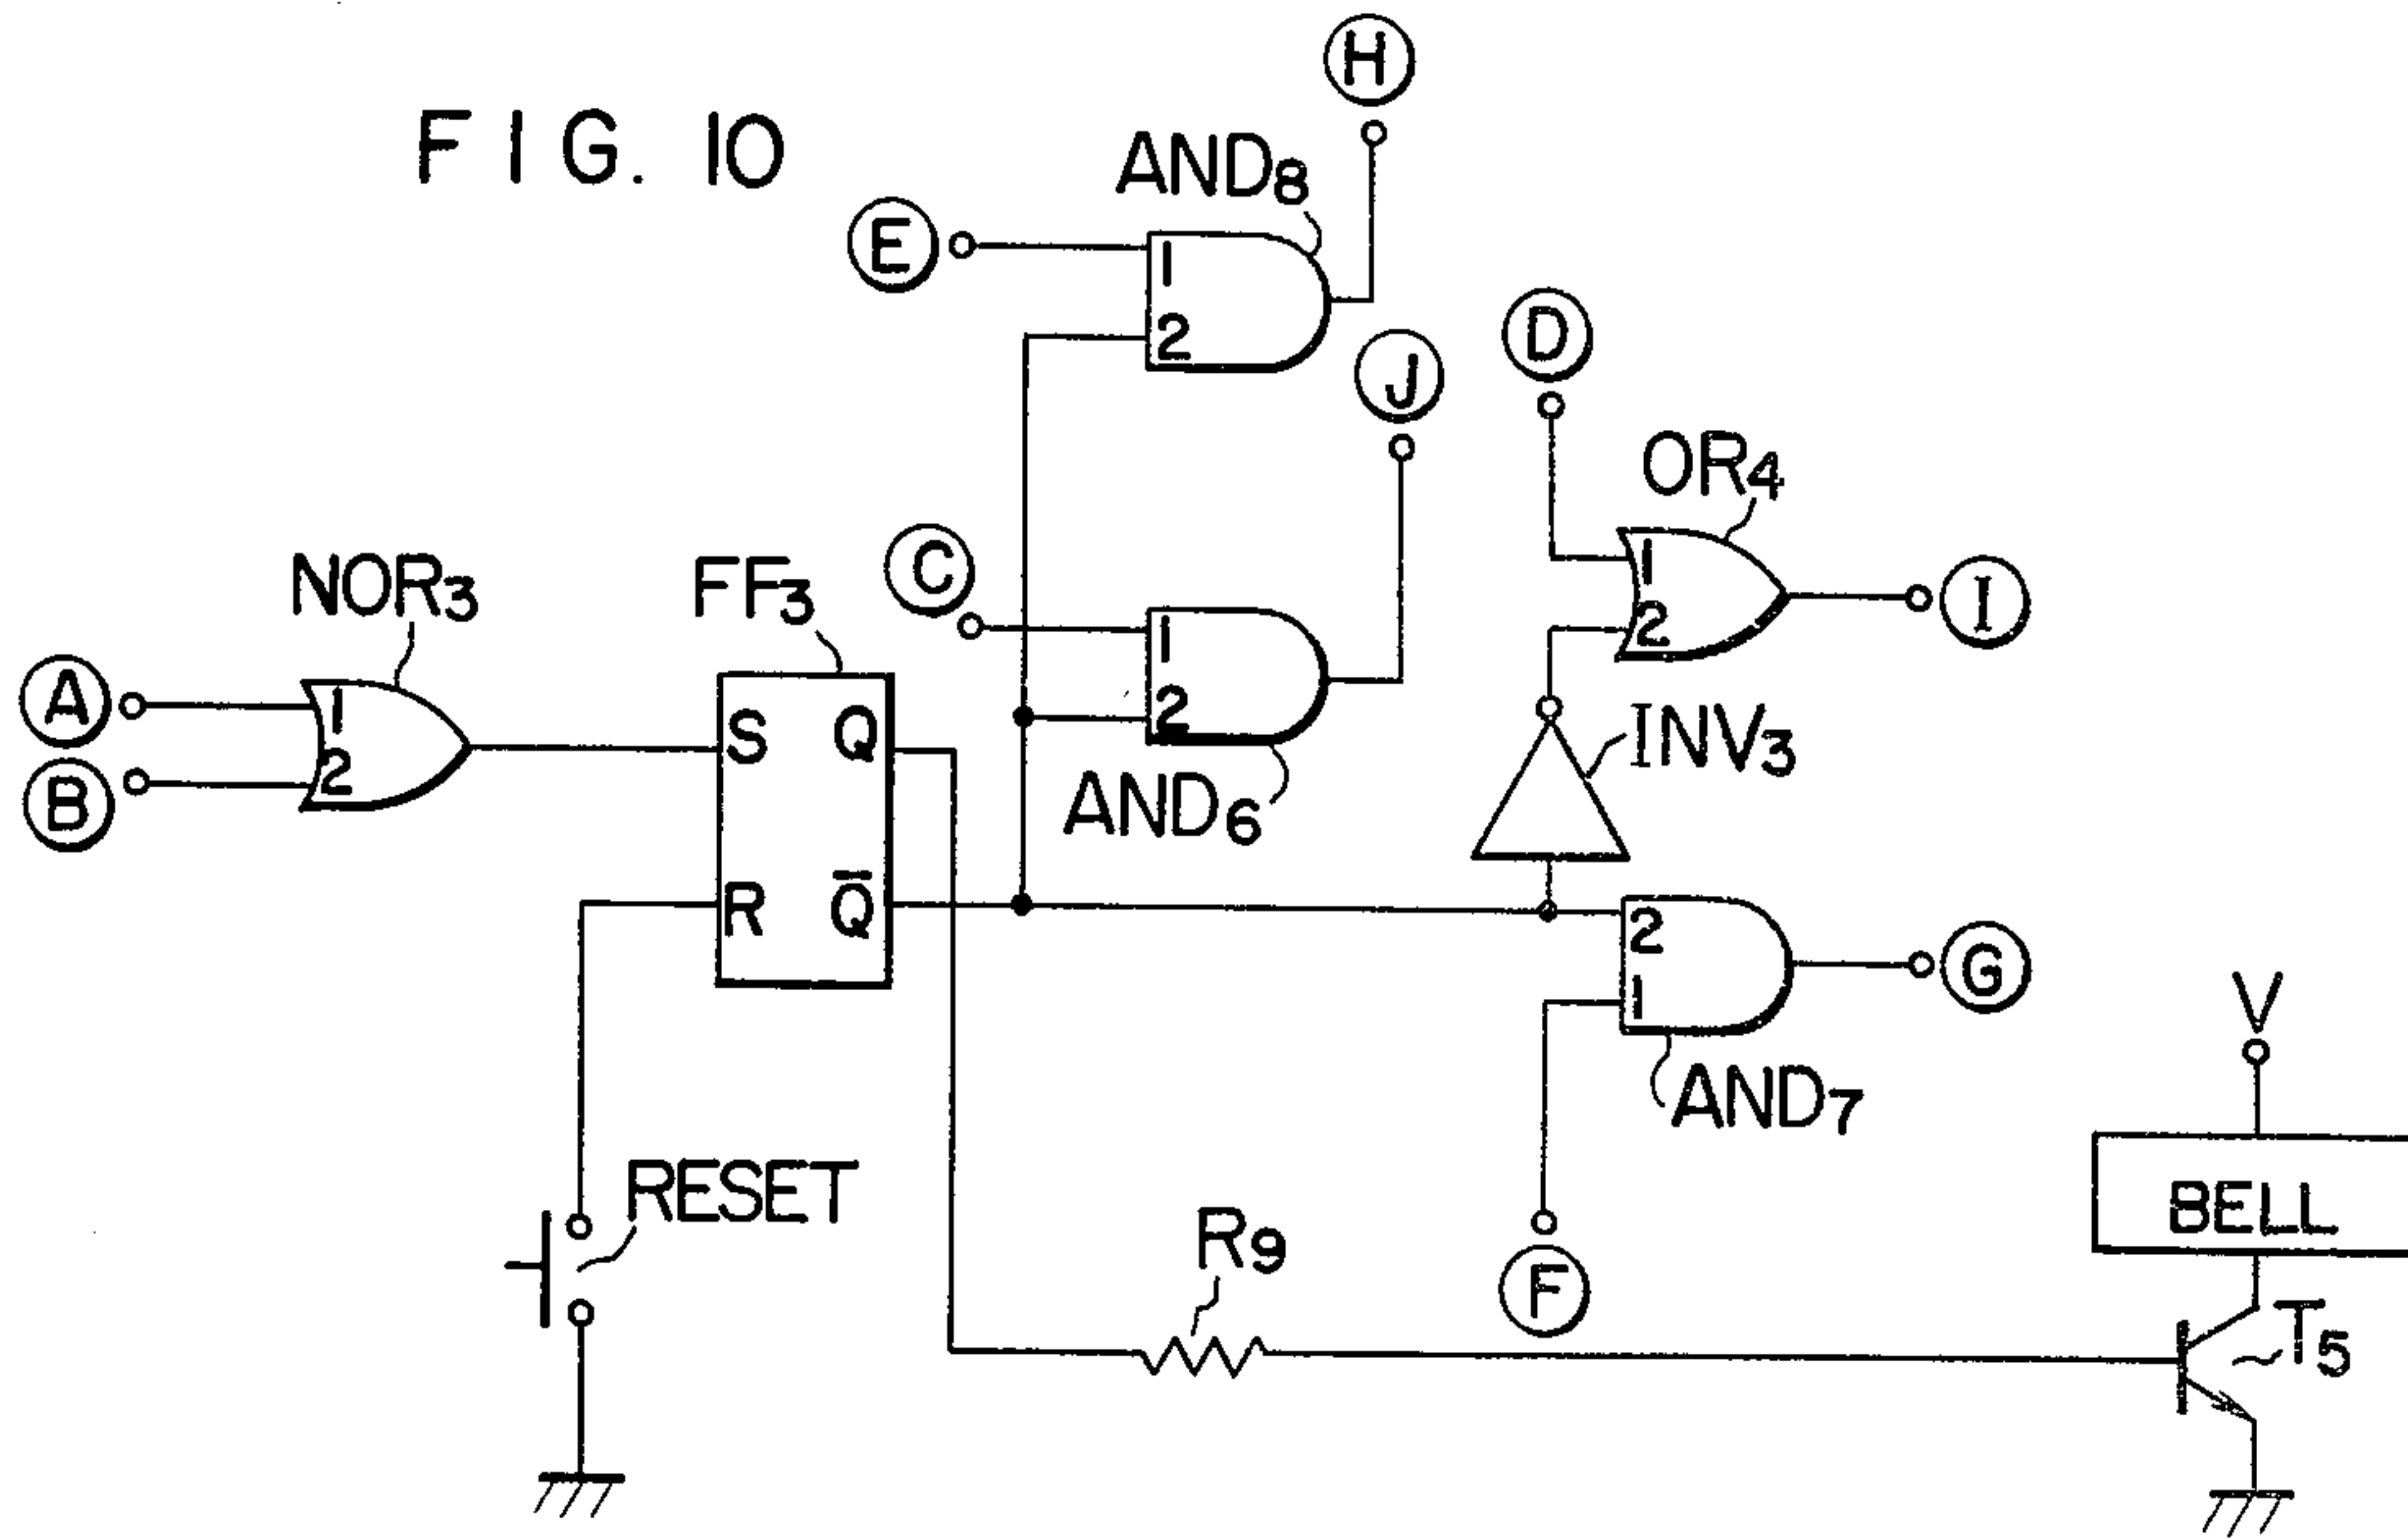 FIG. 10
H
AND8
E
1
2
J
D
OR4
C
1
2
1
2
I
NOR3
FF3
A
1
B
2
S Q
R Q̄
AND6
INV3
2
1
G
AND7
V
RESET
R9
F
BELL
T5